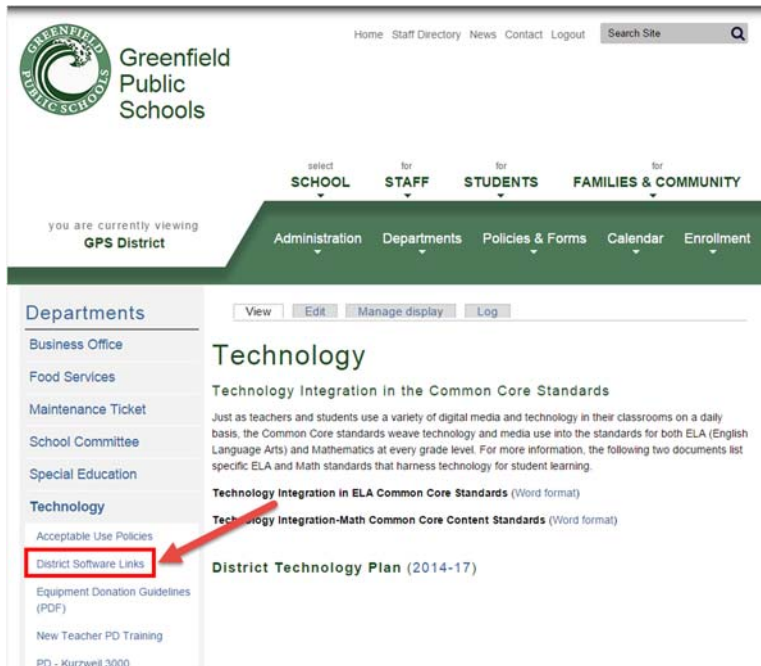 GREENFIELD
PUBLIC SCHOOLS
Greenfield
Public
Schools
Home Staff Directory News Contact Logout
Search Site
select
SCHOOL
for
STAFF
for
STUDENTS
for
FAMILIES & COMMUNITY
you are currently viewing
GPS District
Administration Departments Policies & Forms Calendar Enrollment
Departments
Business Office
Food Services
Maintenance Ticket
School Committee
Special Education
Technology
Acceptable Use Policies
District Software Links
Equipment Donation Guidelines
(PDF)
New Teacher PD Training
PD - Kurzweil 3000
View Edit Manage display Log
Technology
Technology Integration in the Common Core Standards
Just as teachers and students use a variety of digital media and technology in their classrooms on a daily
basis, the Common Core standards weave technology and media use into the standards for both ELA (English
Language Arts) and Mathematics at every grade level. For more information, the following two documents list
specific ELA and Math standards that harness technology for student learning.
Technology Integration in ELA Common Core Standards (Word format)
Technology Integration-Math Common Core Content Standards (Word format)
District Technology Plan (2014-17)